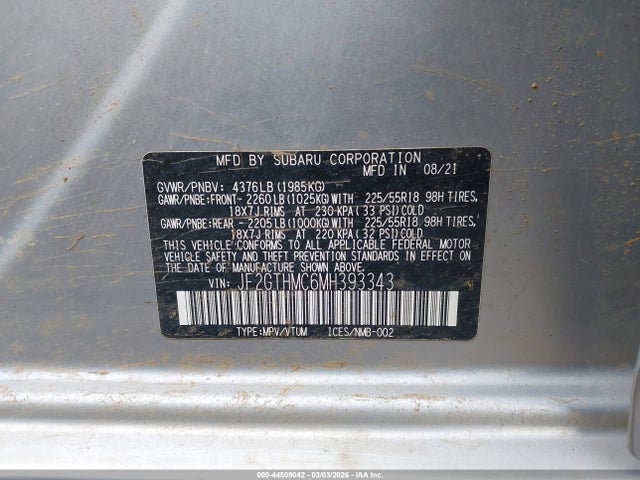 MFD BY SUBARU CORPORATION
MFD IN 08/21
GVWR/PNBV: 4376LB(1985KG)
GAWR/PNBE:FRONT-2260LB(1025KG)WITH 225/55R18 98H TIRES,
18X7J RIMS AT 230 KPA(33 PSI)COLD
GAWR/PNBE:REAR -2205LB(1000KG)WITH 225/55R18 98H TIRES,
18X7J RIMS AT 220 KPA(32 PSI)COLD
THIS VEHICLE CONFORMS TO ALL APPLICABLE FEDERAL MOTOR
VEHICLE SAFETY, BUMPER, AND THEFT PREVENTION STANDARDS IN EFFECT ON
THE DATE OF MANUFACTURE SHOWN ABOVE.
VIN: JF2GTHMC6MH393343
TYPE:MPV/VTUM ICES/NMB-002
000-44509042 - 03/03/2026 - IAA Inc.